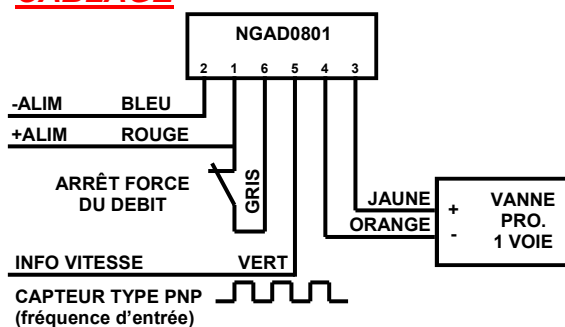 CABLAGE
NGAD0801
2 1 6 5 4 3
-ALIM BLEU
+ALIM ROUGE
ARRÊT FORCE
DU DEBIT
GRIS
JAUNE
ORANGE
+
-
VANNE
PRO.
1 VOIE
INFO VITESSE VERT
CAPTEUR TYPE PNP
(fréquence d'entrée)